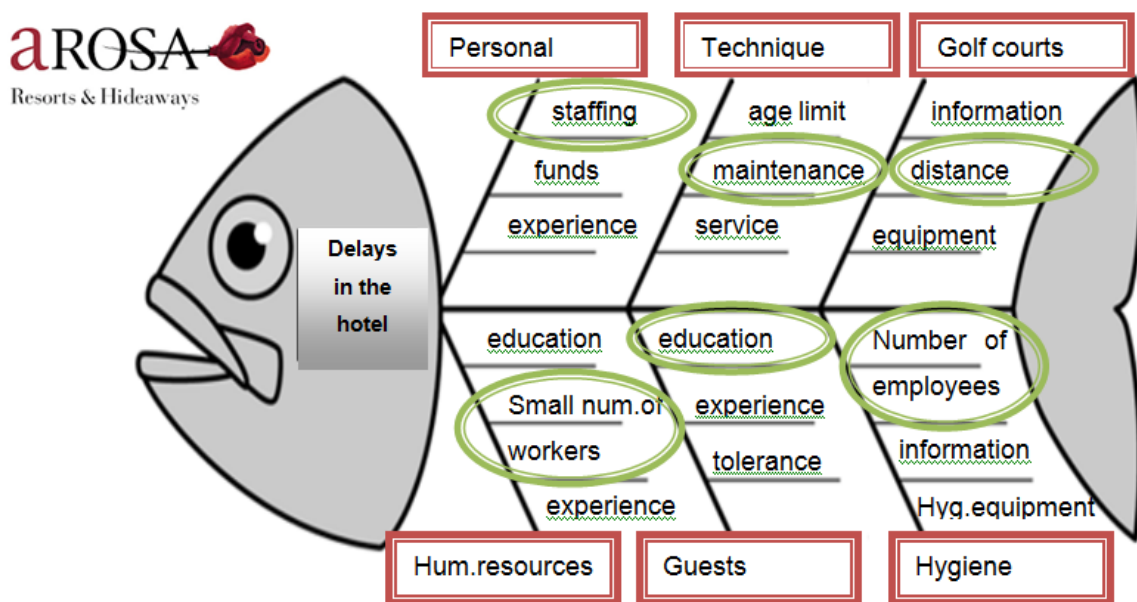 aROSA
Resorts & Hideaways
Personal
Technique
Golf courts
staffing
funds
experience
age limit
maintenance
service
information
distance
equipment
Delays
in the
hotel
education
Small num.of
workers
experience
education
experience
tolerance
Number of
employees
information
Hyg.equipment
Hum.resources
Guests
Hygiene